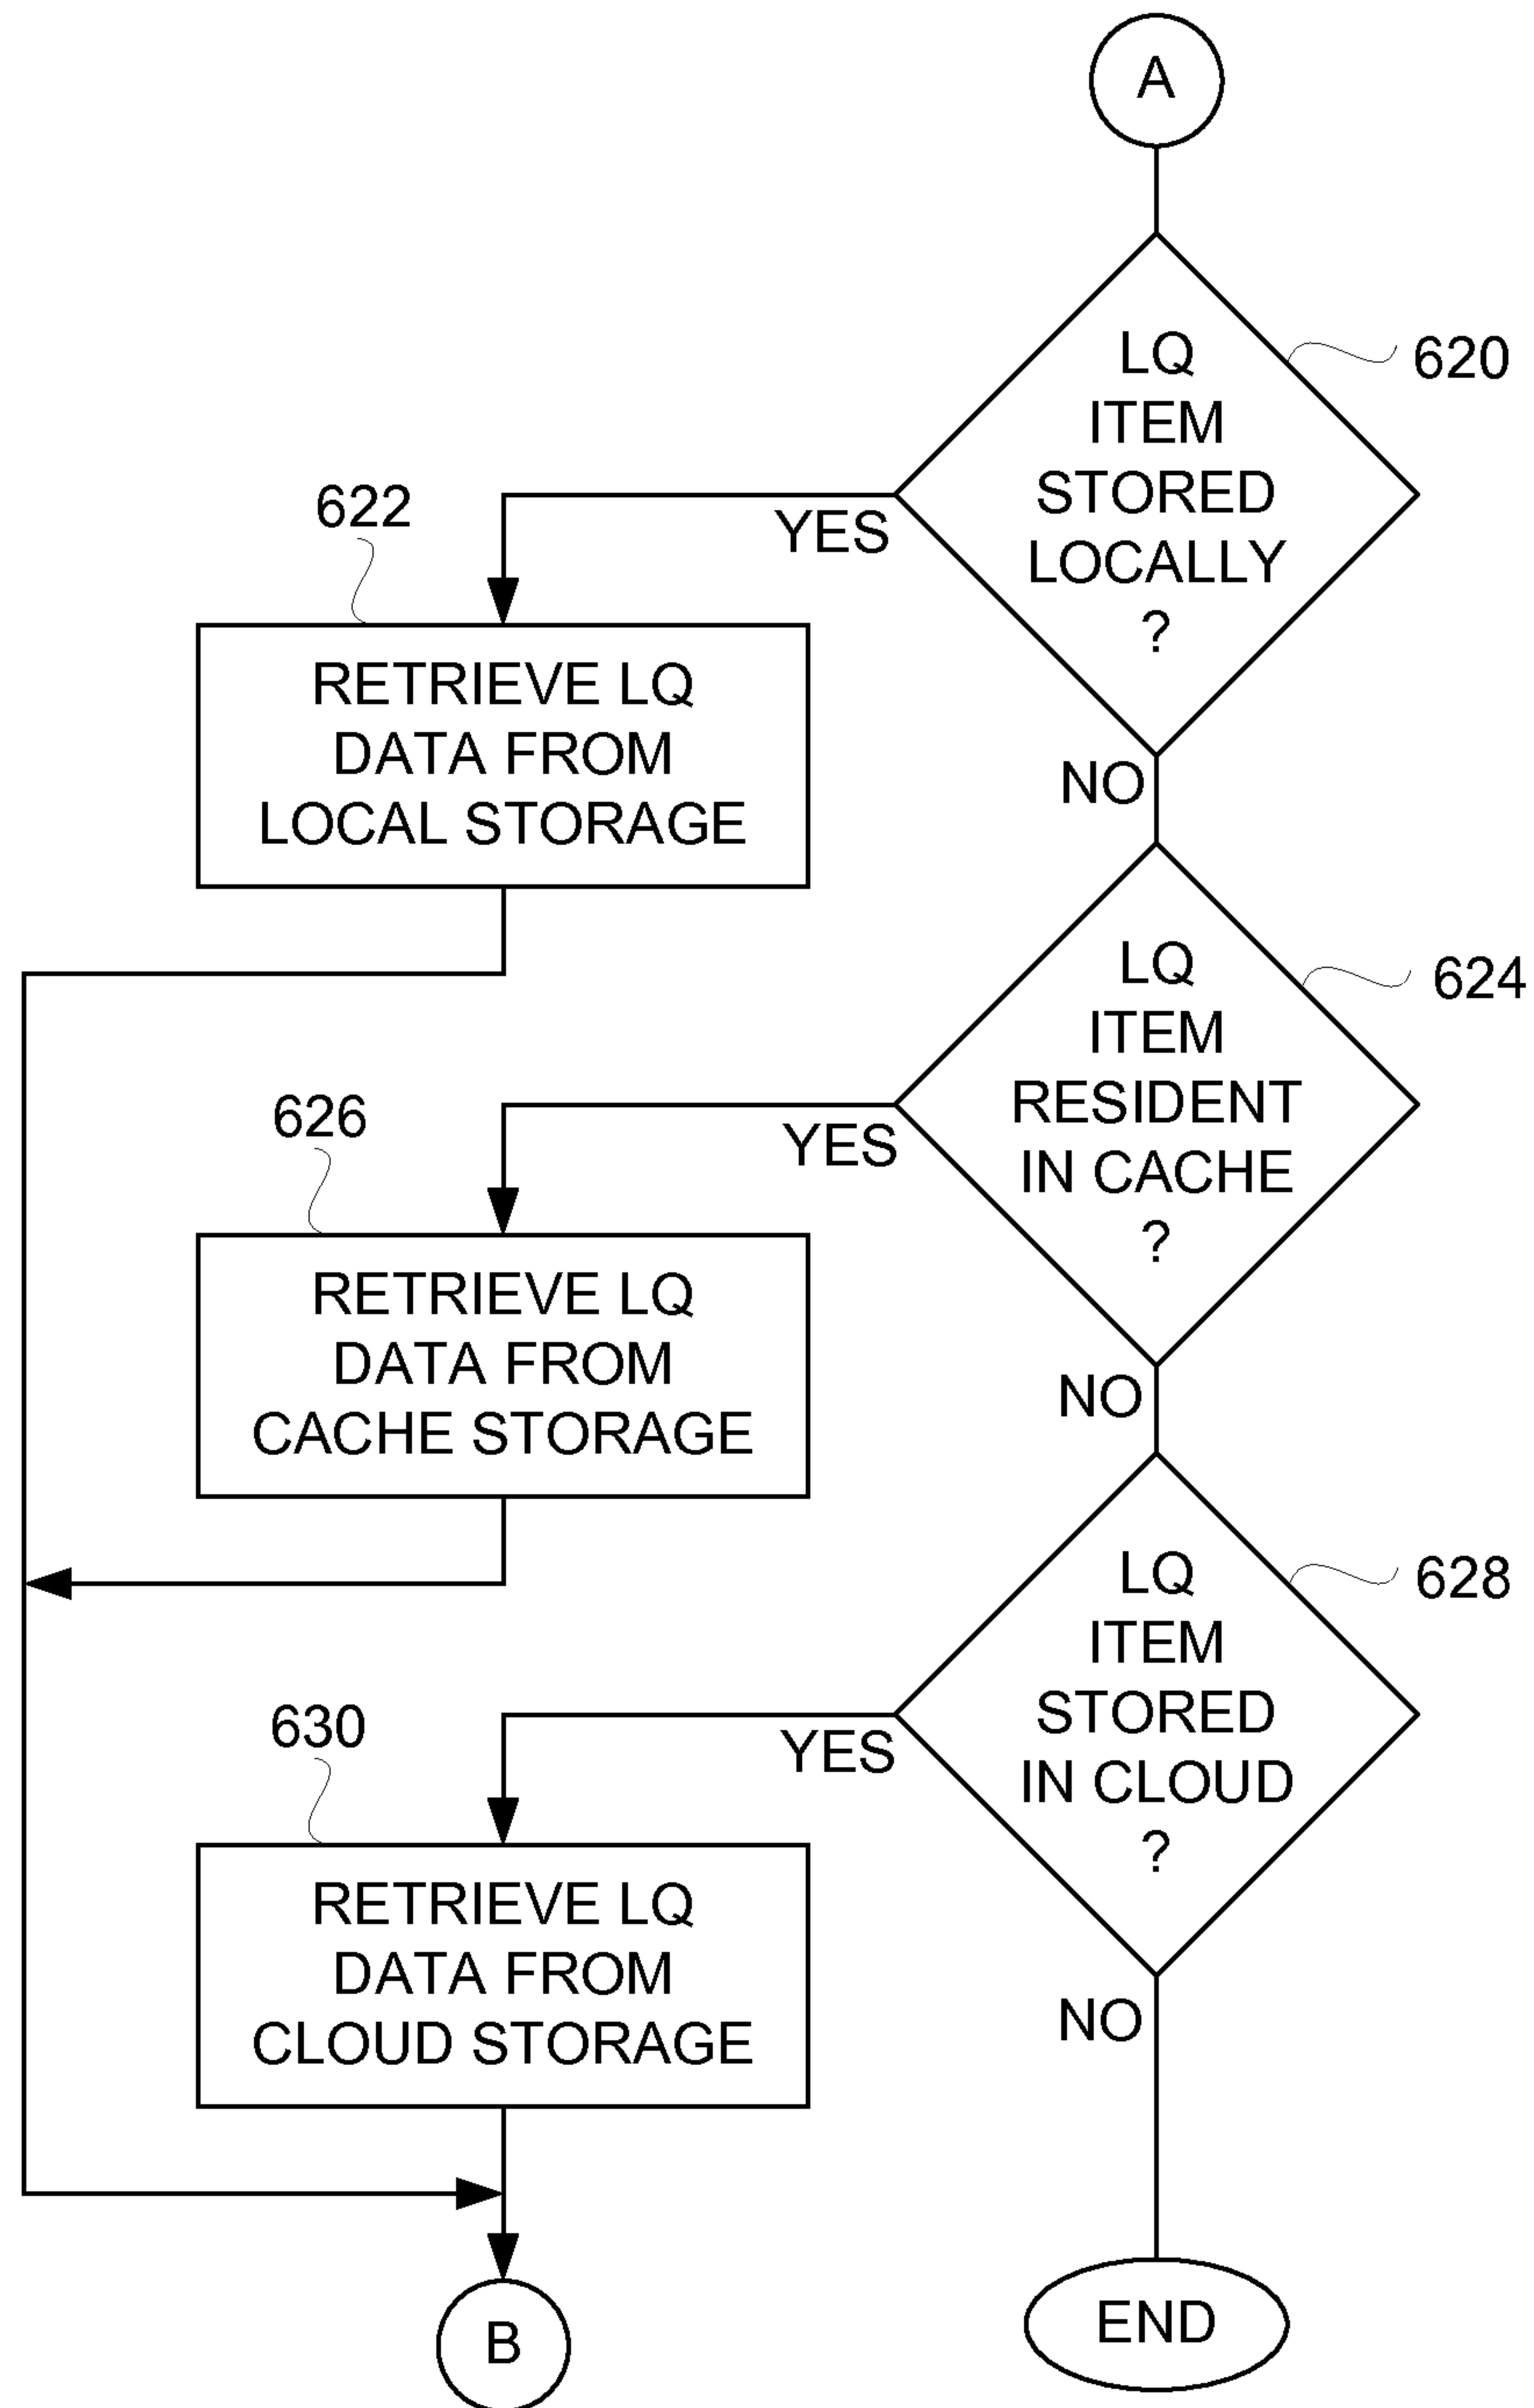 A
LQ
ITEM
STORED
LOCALLY
?
620
YES
NO
622
RETRIEVE LQ
DATA FROM
LOCAL STORAGE
LQ
ITEM
RESIDENT
IN CACHE
?
624
YES
NO
626
RETRIEVE LQ
DATA FROM
CACHE STORAGE
LQ
ITEM
STORED
IN CLOUD
?
628
YES
NO
630
RETRIEVE LQ
DATA FROM
CLOUD STORAGE
B
END